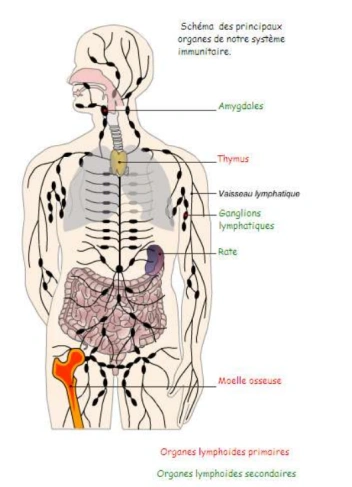 Schéma des principaux
organes de notre système
immunitaire.
Amygdales
Thymus
Vaisseau lymphatique
Ganglions
lymphatiques
Rate
Moelle osseuse
Organes lymphoïdes primaires
Organes lymphoïdes secondaires